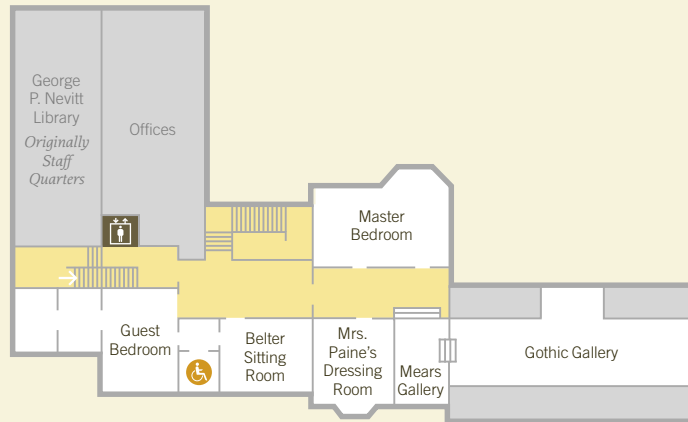 George
P. Nevitt
Library
Originally
Staff
Quarters
Offices
Master
Bedroom
Guest
Bedroom
Belter
Sitting
Room
Mrs.
Paine's
Dressing
Room
Mears
Gallery
Gothic Gallery